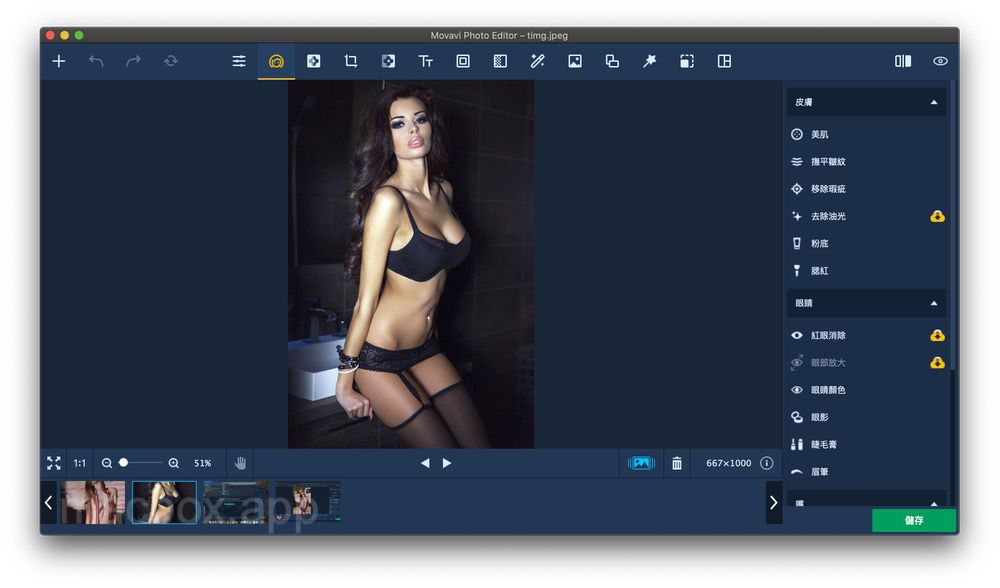 Movavi Photo Editor – timg.jpeg
皮膚
美肌
撫平皺紋
移除瑕疵
去除油光
粉底
腮紅
眼睛
紅眼消除
眼部放大
眼睛顏色
眼影
睫毛膏
眉筆
嘴
1:1
51%
667×1000
儲存
imacbox.app